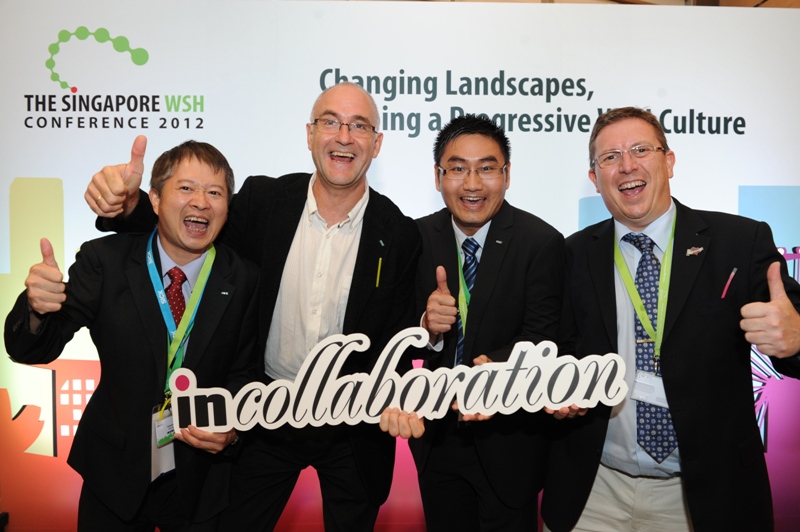 THE SINGAPORE WSH
CONFERENCE 2012
Changing Landscapes,
a Progressive Culture
incollaboration